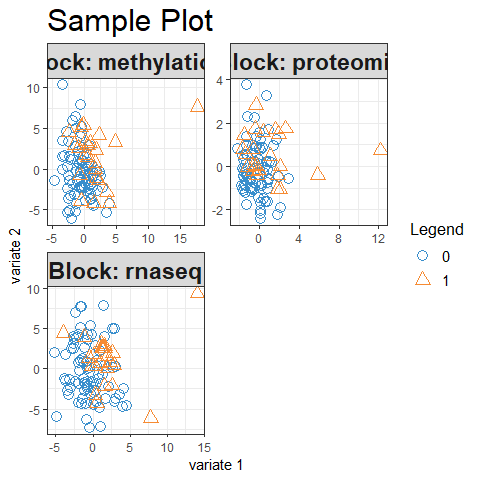 Sample Plot
ock: methylatio
lock: proteomi
10
5
0
-5
-5 0 5 10 15
4
2
0
-2
0 4 8 12
Block: rnaseq
10
5
0
-5
-5 0 5 10 15
variate 2
variate 1
Legend
0
1